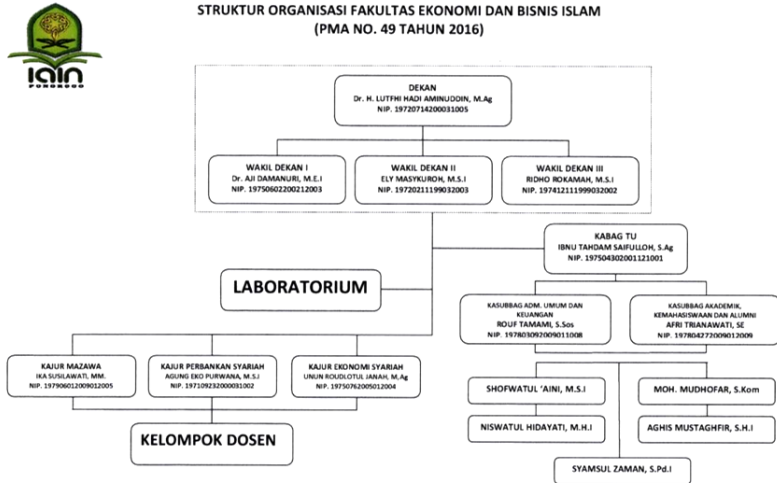 STRUKTUR ORGANISASI FAKULTAS EKONOMI DAN BISNIS ISLAM
(PMA NO. 49 TAHUN 2016)
IAIN
PONOROGO
DEKAN
Dr. H. LUTFHI HADI AMINUDDIN, M.Ag
NIP. 197207142000031005
WAKIL DEKAN I
Dr. AJI DAMANURI, M.E.I
NIP. 197506022002121003
WAKIL DEKAN II
ELY MASYKUROH, M.S.I
NIP. 197202111999032003
WAKIL DEKAN III
RIDHO ROKAMAH, M.S.I
NIP. 197412111999032002
KABAG TU
IBNU TAHDAM SAIFULLOH, S.Ag
NIP. 197504302001121001
LABORATORIUM
KASUBBAG ADM. UMUM DAN
KEUANGAN
ROUF TAMAMI, S.Sos
NIP. 197803092009011008
KASUBBAG AKADEMIK,
KEMAHASISWAAN DAN ALUMNI
AFRI TRIANAWATI, SE
NIP. 197804272009012009
KAJUR MAZAWA
IKA SUSILAWATI, MM.
NIP. 197906012009012005
KAJUR PERBANKAN SYARIAH
AGUNG EKO PURWANA, M.S.I
NIP. 197109232000031002
KAJUR EKONOMI SYARIAH
UNUN ROUDLOTUL JANAH, M,Ag
NIP. 19750762005012004
SHOFWATUL 'AINI, M.S.I
MOH. MUDHOFAR, S.Kom
NISWATUL HIDAYATI, M.H.I
AGHIS MUSTAGHFIR, S.H.I
KELOMPOK DOSEN
SYAMSUL ZAMAN, S.Pd.I